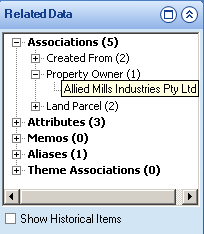 Related Data
Associations (5)
Created From (2)
Property Owner (1)
Allied Mills Industries Pty Ltd
Land Parcel (2)
Attributes (3)
Memos (0)
Aliases (1)
Theme Associations (0)
Show Historical Items